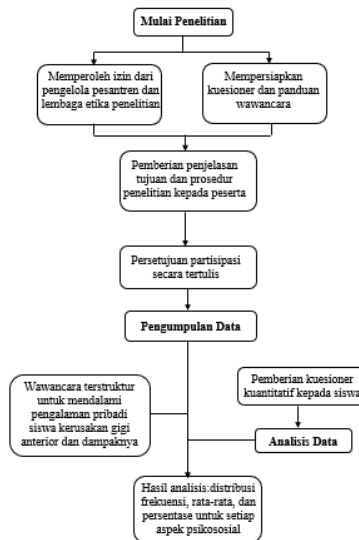 Mulai Penelitian
Memperoleh izin dari
pengelola pesantren dan
lembaga etika penelitian
Mempersiapkan
kuesioner dan panduan
wawancara
Pemberian penjelasan
tujuan dan prosedur
penelitian kepada peserta
Persetujuan partisipasi
secara tertulis
Pengumpulan Data
Wawancara terstruktur
untuk mendalami
pengalaman pribadi
siswa kerusakan gigi
anterior dan dampaknya
Pemberian kuesioner
kuantitatif kepada siswa
Analisis Data
Hasil analisis:distribusi
frekuensi, rata-rata, dan
persentase untuk setiap
aspek psikososial